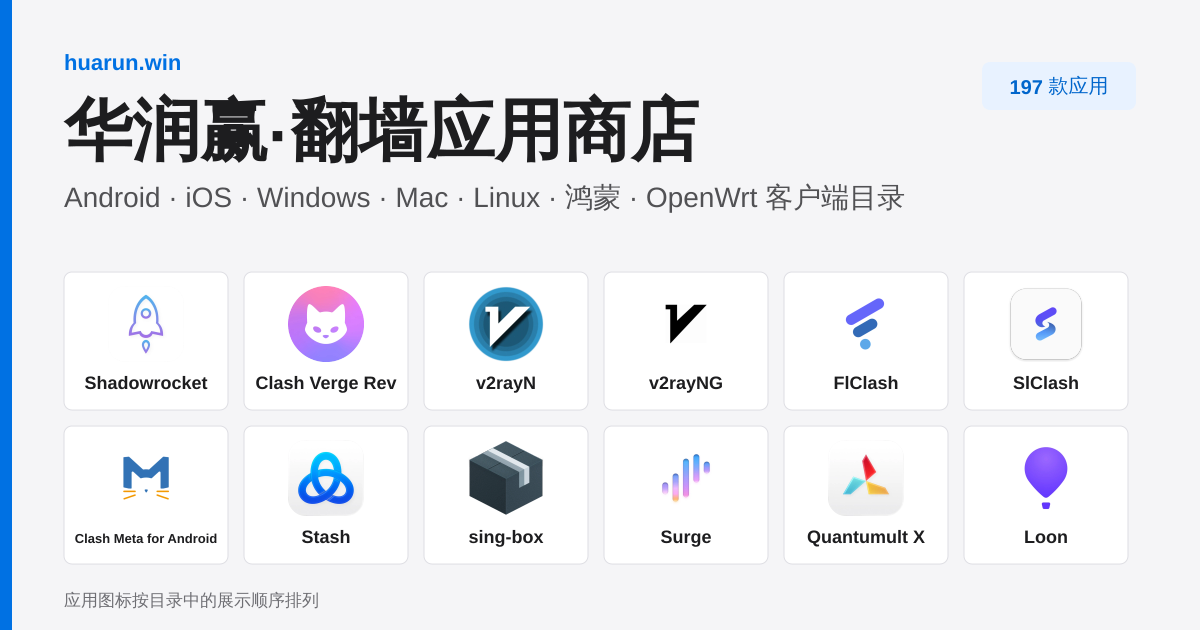 huarun.win
197 款应用
华润赢·翻墙应用商店
Android · iOS · Windows · Mac · Linux · 鸿蒙 · OpenWrt 客户端目录
Shadowrocket
Clash Verge Rev
v2rayN
v2rayNG
FlClash
SlClash
Clash Meta for Android
Stash
sing-box
Surge
Quantumult X
Loon
应用图标按目录中的展示顺序排列